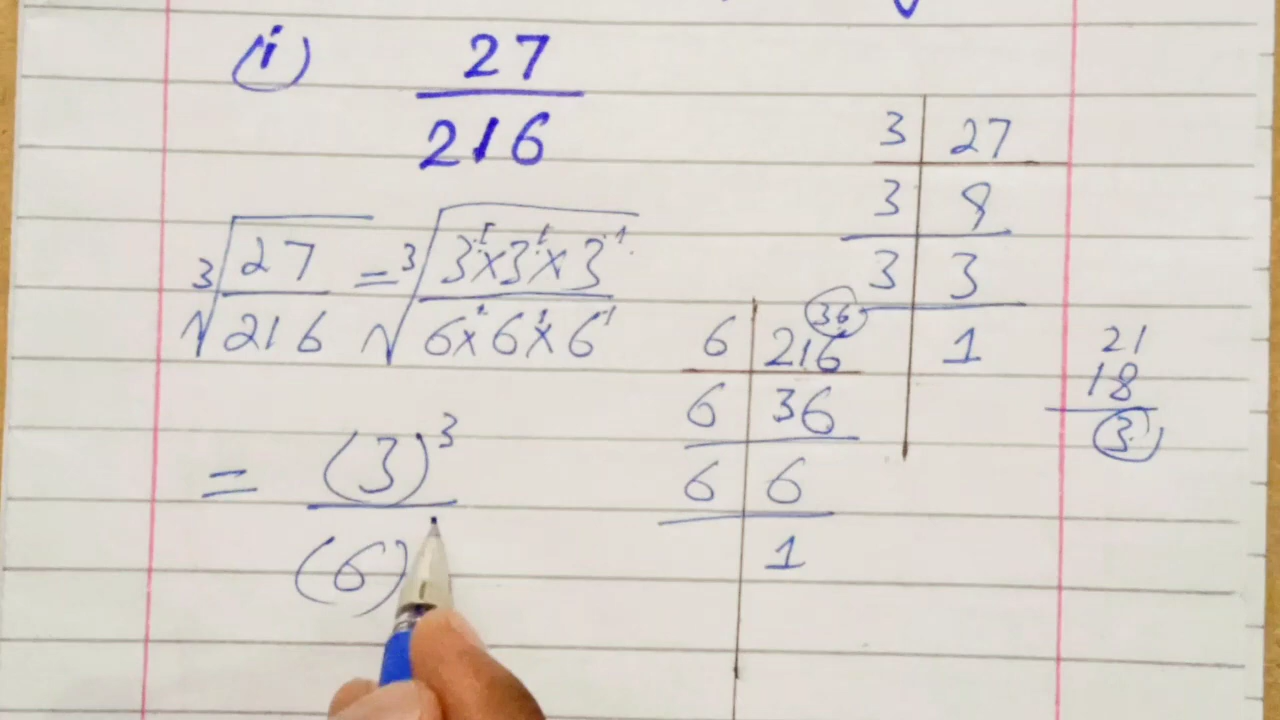 (i) 27/216
3 | 27
3 | 9
3 | 3
1
∛(27/216) = ∛(3×3×3/6×6×6)
36
6 | 216
6 | 36
6 | 6
1
21
18
3
= (3)³/(6)